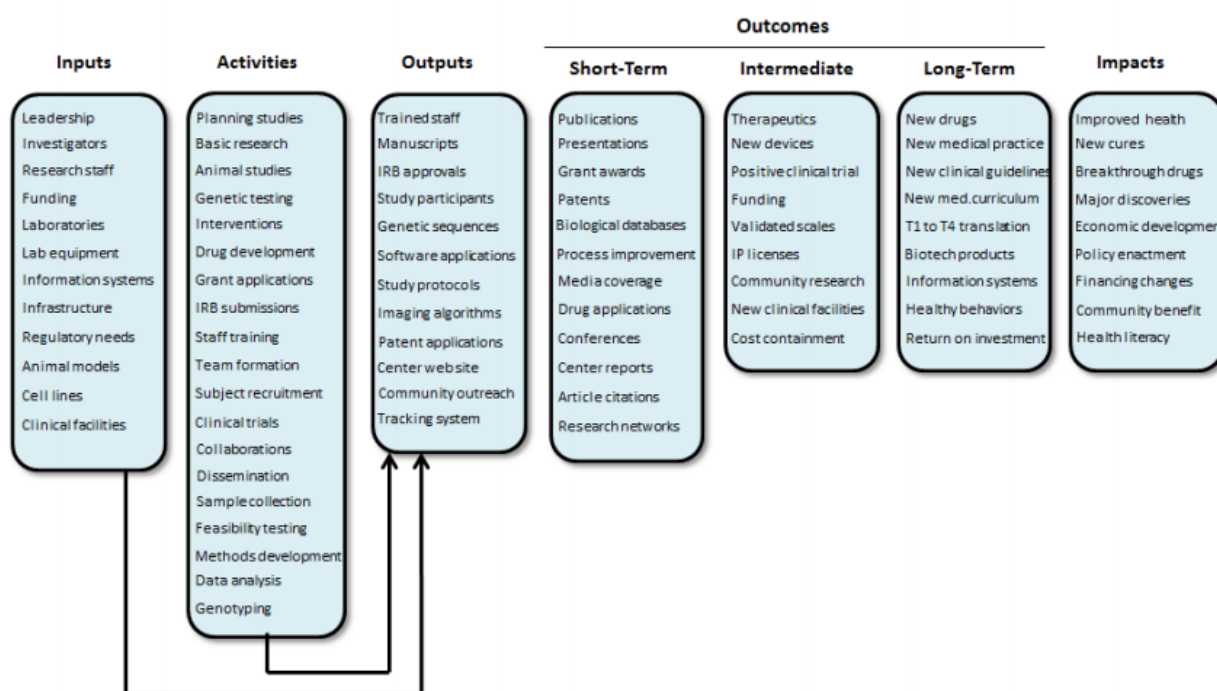 Outcomes
Inputs
Activities
Outputs
Short-Term
Intermediate
Long-Term
Impacts
Leadership
Investigators
Research staff
Funding
Laboratories
Lab equipment
Information systems
Infrastructure
Regulatory needs
Animal models
Cell lines
Clinical facilities
Planning studies
Basic research
Animal studies
Genetic testing
Interventions
Drug development
Grant applications
IRB submissions
Staff training
Team formation
Subject recruitment
Clinical trials
Collaborations
Dissemination
Sample collection
Feasibility testing
Methods development
Data analysis
Genotyping
Trained staff
Manuscripts
IRB approvals
Study participants
Genetic sequences
Software applications
Study protocols
Imaging algorithms
Patent applications
Center web site
Community outreach
Tracking system
Publications
Presentations
Grant awards
Patents
Biological databases
Process improvement
Media coverage
Drug applications
Conferences
Center reports
Article citations
Research networks
Therapeutics
New devices
Positive clinical trial
Funding
Validated scales
IP licenses
Community research
New clinical facilities
Cost containment
New drugs
New medical practice
New clinical guidelines
New med.curriculum
T1 to T4 translation
Biotech products
Information systems
Healthy behaviors
Return on investment
Improved health
New cures
Breakthrough drugs
Major discoveries
Economic developmen
Policy enactment
Financing changes
Community benefit
Health literacy